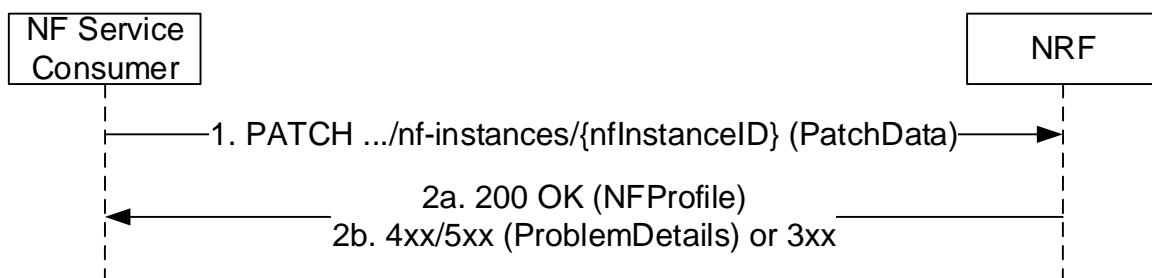 NF Service
Consumer
NRF
1. PATCH .../nf-instances/{nfInstanceID} (PatchData)
2a. 200 OK (NFProfile)
2b. 4xx/5xx (ProblemDetails) or 3xx